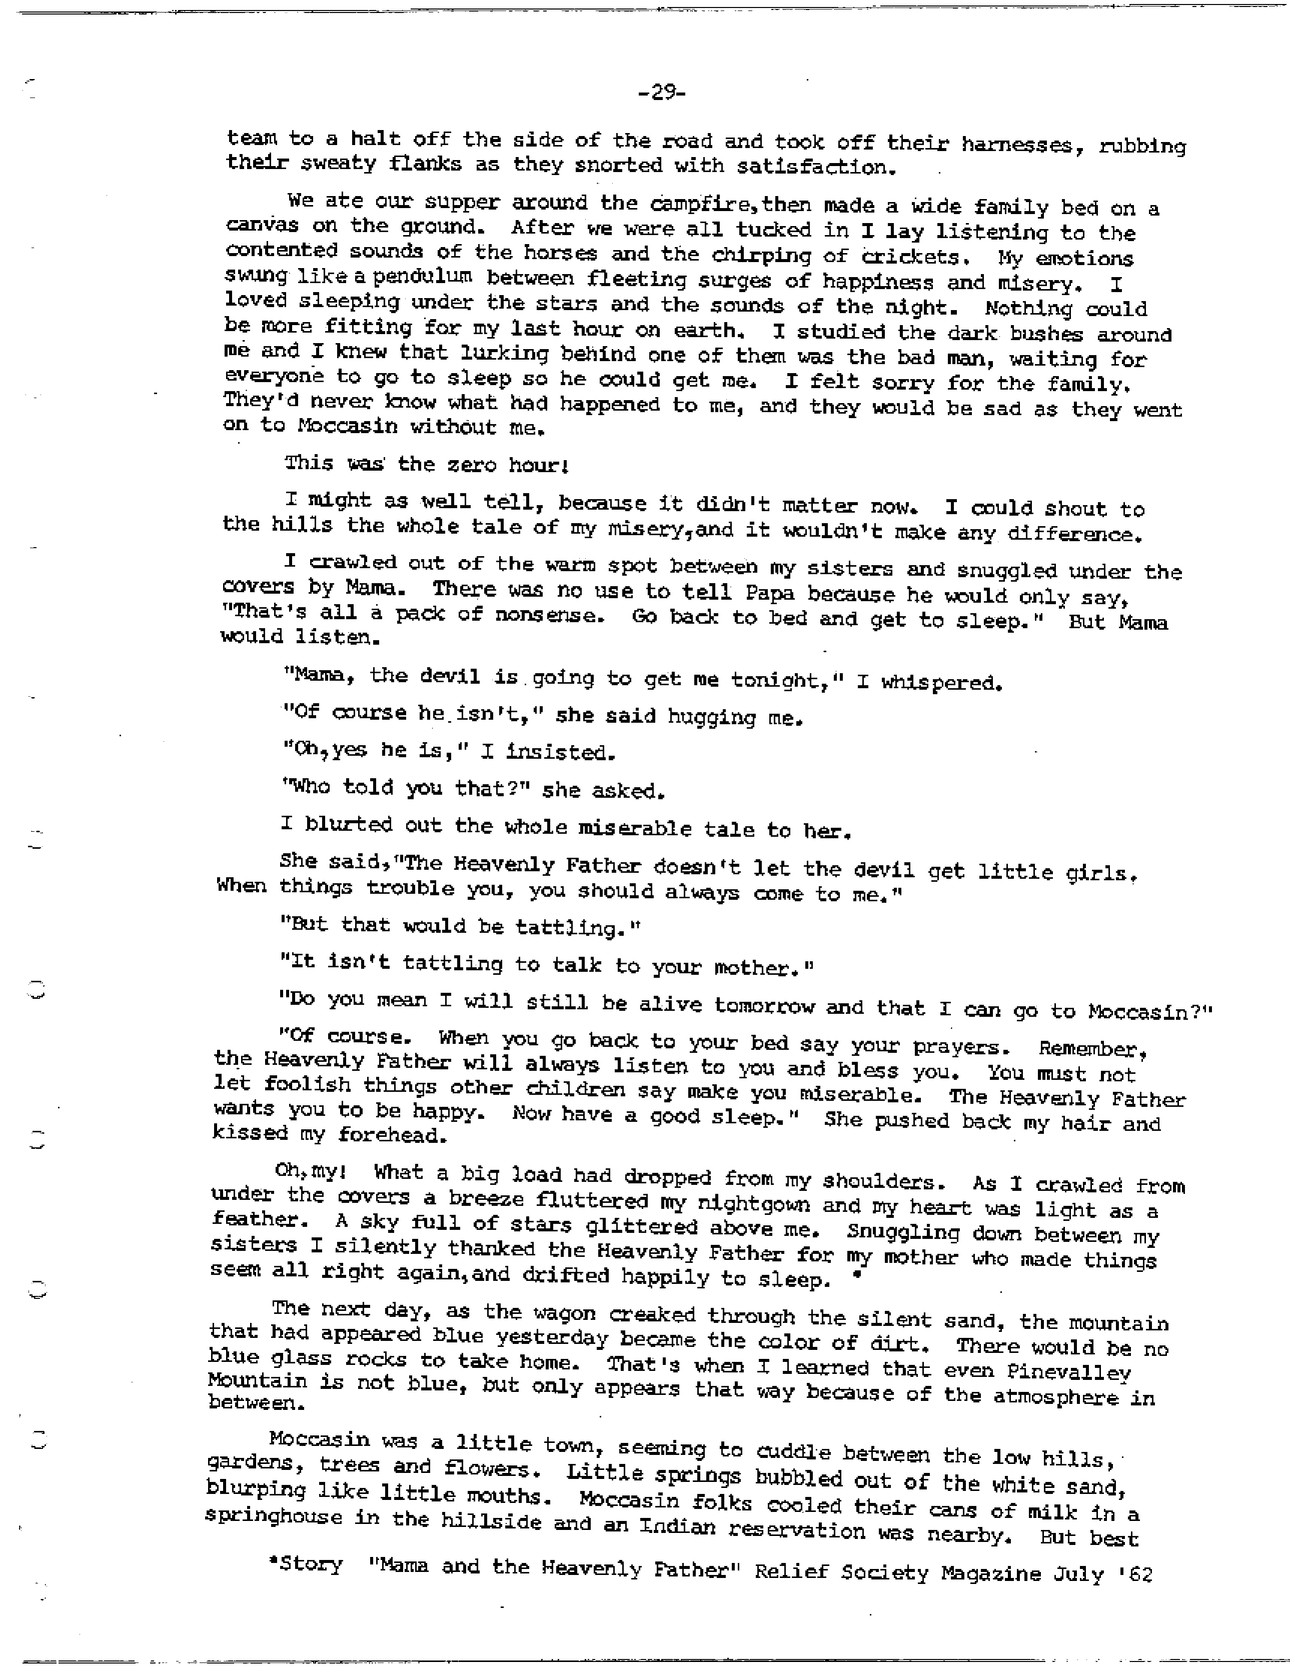 -29-
team to a halt off the side of the road and took off their harnesses, rubbing
their sweaty flanks as they snorted with satisfaction.
We ate our supper around the campfire,then made a wide family bed on a
canvas on the ground. After we were all tucked in I lay listening to the
contented sounds of the horses and the chirping of crickets. My emotions
swung like a pendulum between fleeting surges of happiness and misery. I
loved sleeping under the stars and the sounds of the night. Nothing could
be more fitting for my last hour on earth. I studied the dark bushes around
me and I knew that lurking behind one of them was the bad man, waiting for
everyone to go to sleep so he could get me. I felt sorry for the family.
They'd never know what had happened to me, and they would be sad as they went
on to Moccasin without me.
This was the zero hour!
I might as well tell, because it didn't matter now. I could shout to
the hills the whole tale of my misery,and it wouldn't make any difference.
I crawled out of the warm spot between my sisters and snuggled under the
covers by Mama. There was no use to tell Papa because he would only say,
"That's all a pack of nonsense. Go back to bed and get to sleep." But Mama
would listen.
"Mama, the devil is going to get me tonight," I whispered.
"Of course he isn't," she said hugging me.
"Oh,yes he is," I insisted.
"Who told you that?" she asked.
I blurted out the whole miserable tale to her.
She said,"The Heavenly Father doesn't let the devil get little girls.
When things trouble you, you should always come to me."
"But that would be tattling."
"It isn't tattling to talk to your mother."
"Do you mean I will still be alive tomorrow and that I can go to Moccasin?"
"Of course. When you go back to your bed say your prayers. Remember,
the Heavenly Father will always listen to you and bless you. You must not
let foolish things other children say make you miserable. The Heavenly Father
wants you to be happy. Now have a good sleep." She pushed back my hair and
kissed my forehead.
Oh,my! What a big load had dropped from my shoulders. As I crawled from
under the covers a breeze fluttered my nightgown and my heart was light as a
feather. A sky full of stars glittered above me. Snuggling down between my
sisters I silently thanked the Heavenly Father for my mother who made things
seem all right again,and drifted happily to sleep. *
The next day, as the wagon creaked through the silent sand, the mountain
that had appeared blue yesterday became the color of dirt. There would be no
blue glass rocks to take home. That's when I learned that even Pinevalley
Mountain is not blue, but only appears that way because of the atmosphere in
between.
Moccasin was a little town, seeming to cuddle between the low hills,
gardens, trees and flowers. Little springs bubbled out of the white sand,
blurping like little mouths. Moccasin folks cooled their cans of milk in a
springhouse in the hillside and an Indian reservation was nearby. But best
*Story "Mama and the Heavenly Father" Relief Society Magazine July '62